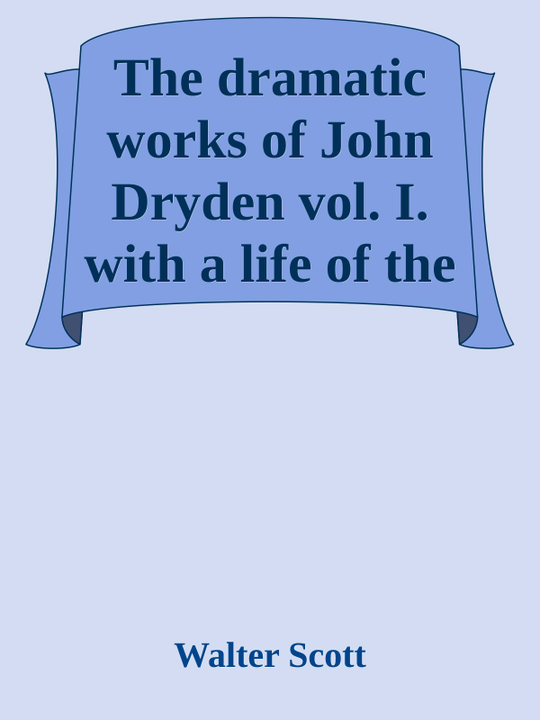 The dramatic
works of John
Dryden vol. I.
with a life of the
Walter Scott